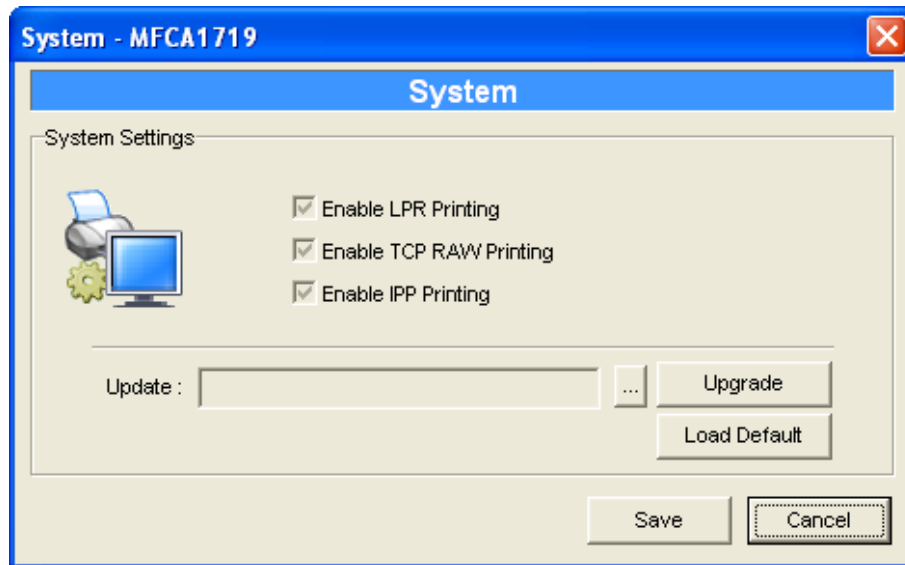 System - MFCA1719
System
System Settings
Enable LPR Printing
Enable TCP RAW Printing
Enable IPP Printing
Update : ... Upgrade
Load Default
Save Cancel